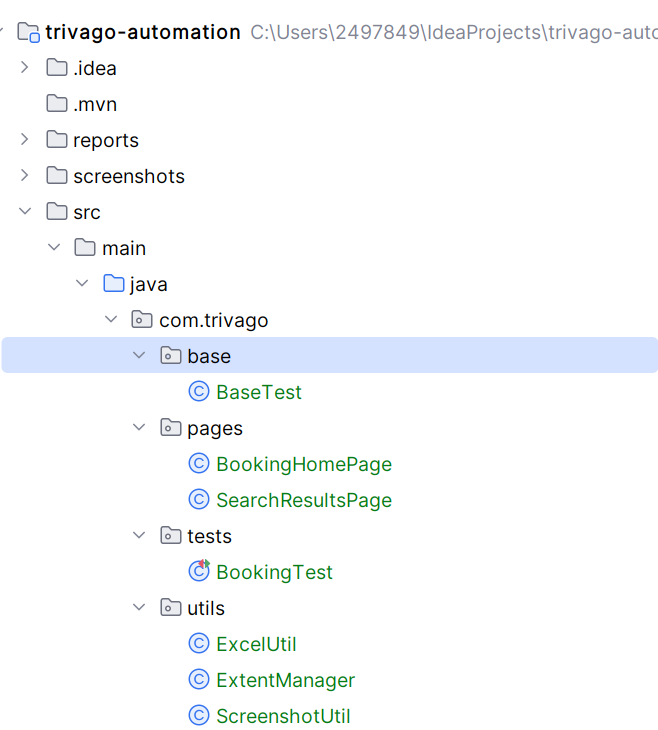 trivago-automation C:\Users\2497849\IdeaProjects\trivago-auto
.idea
.mvn
reports
screenshots
src
main
java
com.trivago
base
BaseTest
pages
BookingHomePage
SearchResultsPage
tests
BookingTest
utils
ExcelUtil
ExtentManager
ScreenshotUtil